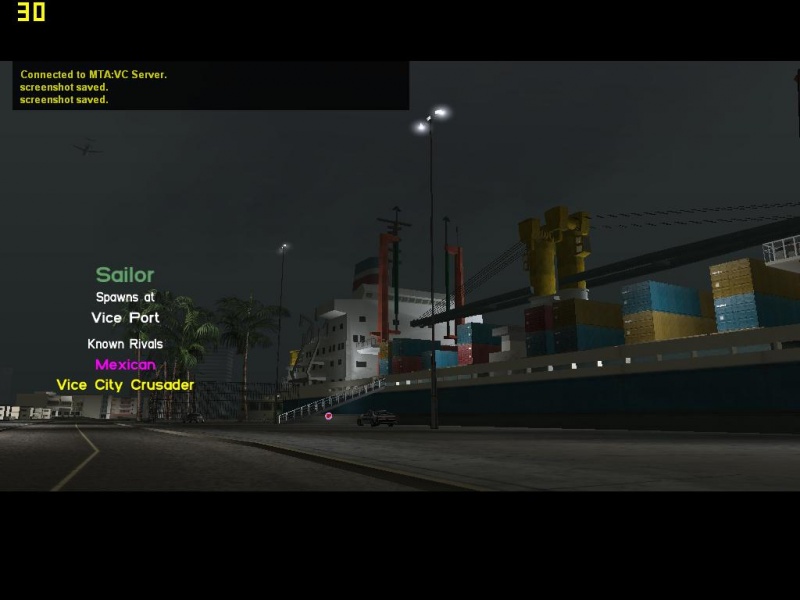 30
Connected to MTA:VC Server.
screenshot saved.
screenshot saved.
Sailor
Spawns at
Vice Port
Known Rivals
Mexican
Vice City Crusader